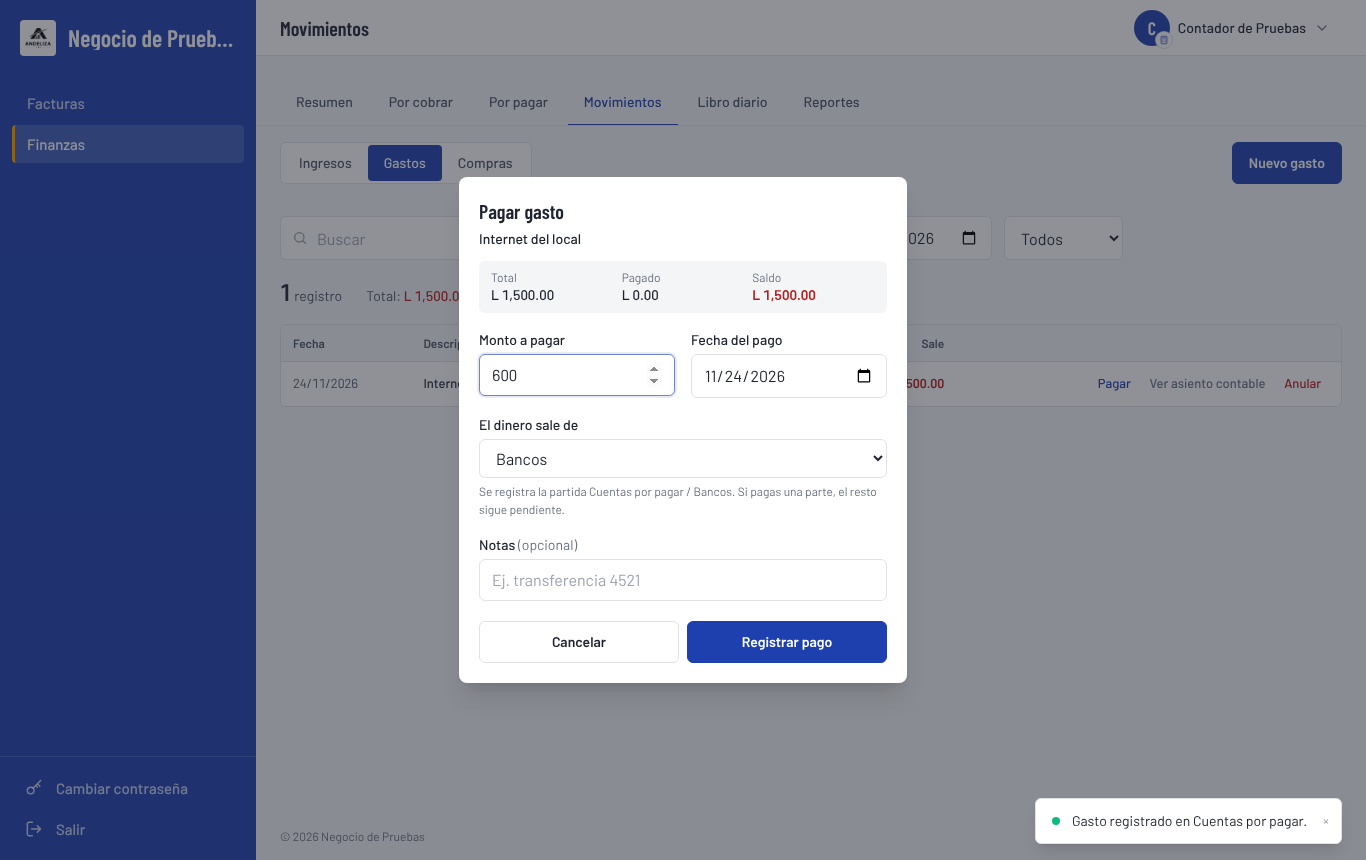 ANDELIZA
Negocio de Prueb...
Movimientos
C
Contador de Pruebas
Facturas
Finanzas
Resumen
Por cobrar
Por pagar
Movimientos
Libro diario
Reportes
Ingresos
Gastos
Compras
Nuevo gasto
Buscar
026
Todos
1 registro
Total: L 1,500.0
Fecha
Descri
Sale
24/11/2026
Intern
500.00
Pagar
Ver asiento contable
Anular
Pagar gasto
Internet del local
Total
Pagado
Saldo
L 1,500.00
L 0.00
L 1,500.00
Monto a pagar
Fecha del pago
600
11/24/2026
El dinero sale de
Bancos
Se registra la partida Cuentas por pagar / Bancos. Si pagas una parte, el resto
sigue pendiente.
Notas (opcional)
Ej. transferencia 4521
Cancelar
Registrar pago
Cambiar contraseña
Salir
© 2026 Negocio de Pruebas
Gasto registrado en Cuentas por pagar.
×